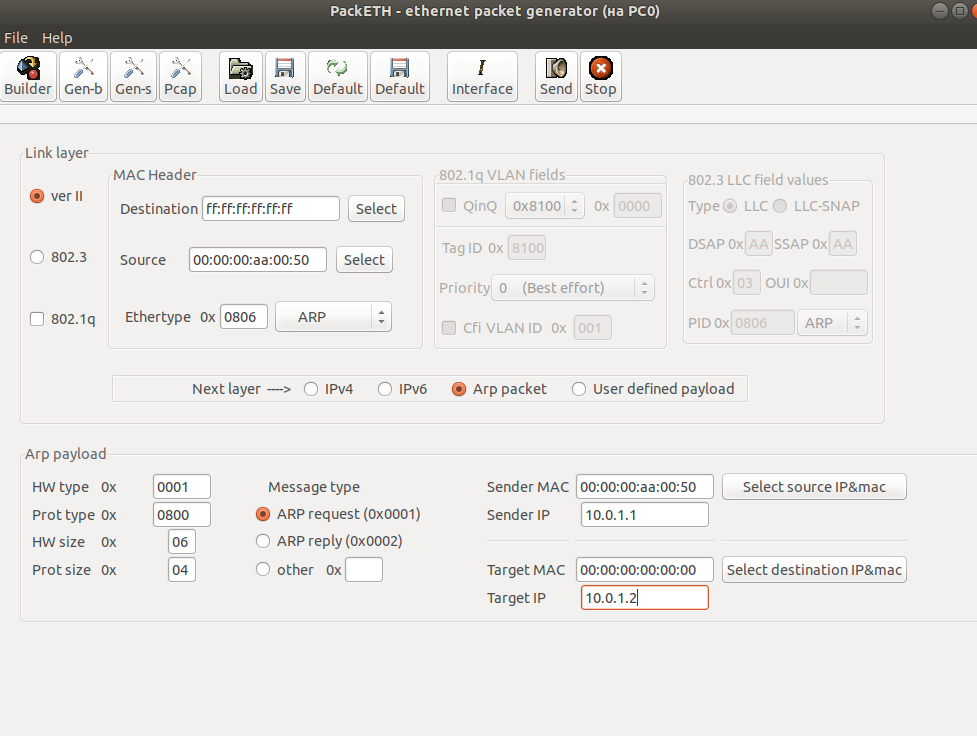 PackETH - ethernet packet generator (на PC0)
File Help
Builder Gen-b Gen-s Pcap Load Save Default Default Interface Send Stop
Link layer
MAC Header 802.1q VLAN fields 802.3 LLC field values
ver II Destination ff:ff:ff:ff:ff:ff Select QinQ 0x8100 0x 0000 Type LLC LLC-SNAP
Tag ID 0x 8100 DSAP 0x AA SSAP 0x AA
802.3 Source 00:00:00:aa:00:50 Select Priority 0 (Best effort) Ctrl 0x 03 OUI 0x
802.1q Ethertype 0x 0806 ARP Cfi VLAN ID 0x 001 PID 0x 0806 ARP
Next layer ----> IPv4 IPv6 Arp packet User defined payload
Arp payload
HW type 0x 0001 Message type Sender MAC 00:00:00:aa:00:50 Select source IP&mac
Prot type 0x 0800 ARP request (0x0001) Sender IP 10.0.1.1
HW size 0x 06 ARP reply (0x0002)
Prot size 0x 04 other 0x Target MAC 00:00:00:00:00:00 Select destination IP&mac
Target IP 10.0.1.2